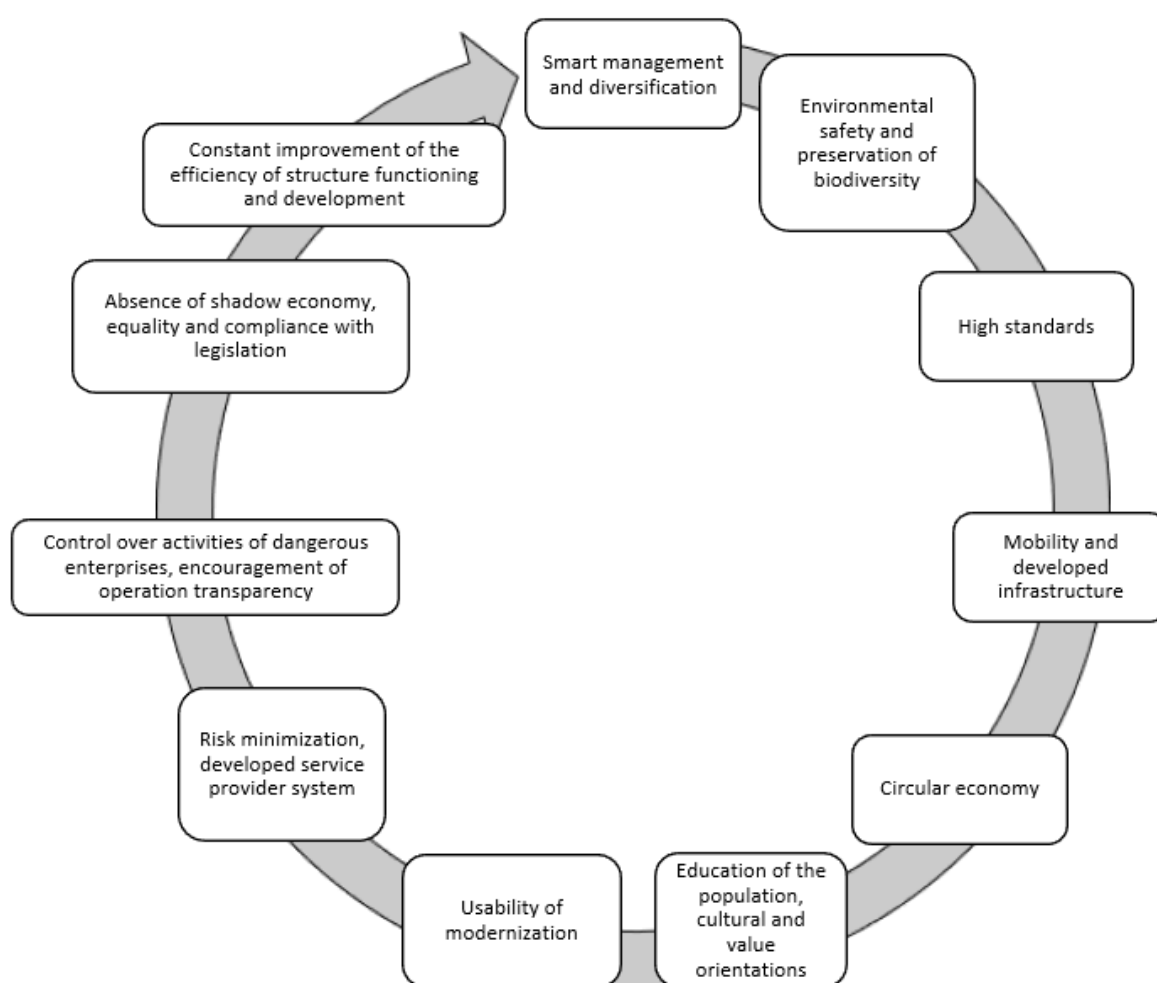 Smart management
and diversification
Environmental
safety and
preservation of
biodiversity
High standards
Mobility and
developed
infrastructure
Circular economy
Education of the
population,
cultural and
value
orientations
Usability of
modernization
Risk minimization,
developed service
provider system
Control over activities of dangerous
enterprises, encouragement of
operation transparency
Absence of shadow economy,
equality and compliance with
legislation
Constant improvement of the
efficiency of structure functioning
and development